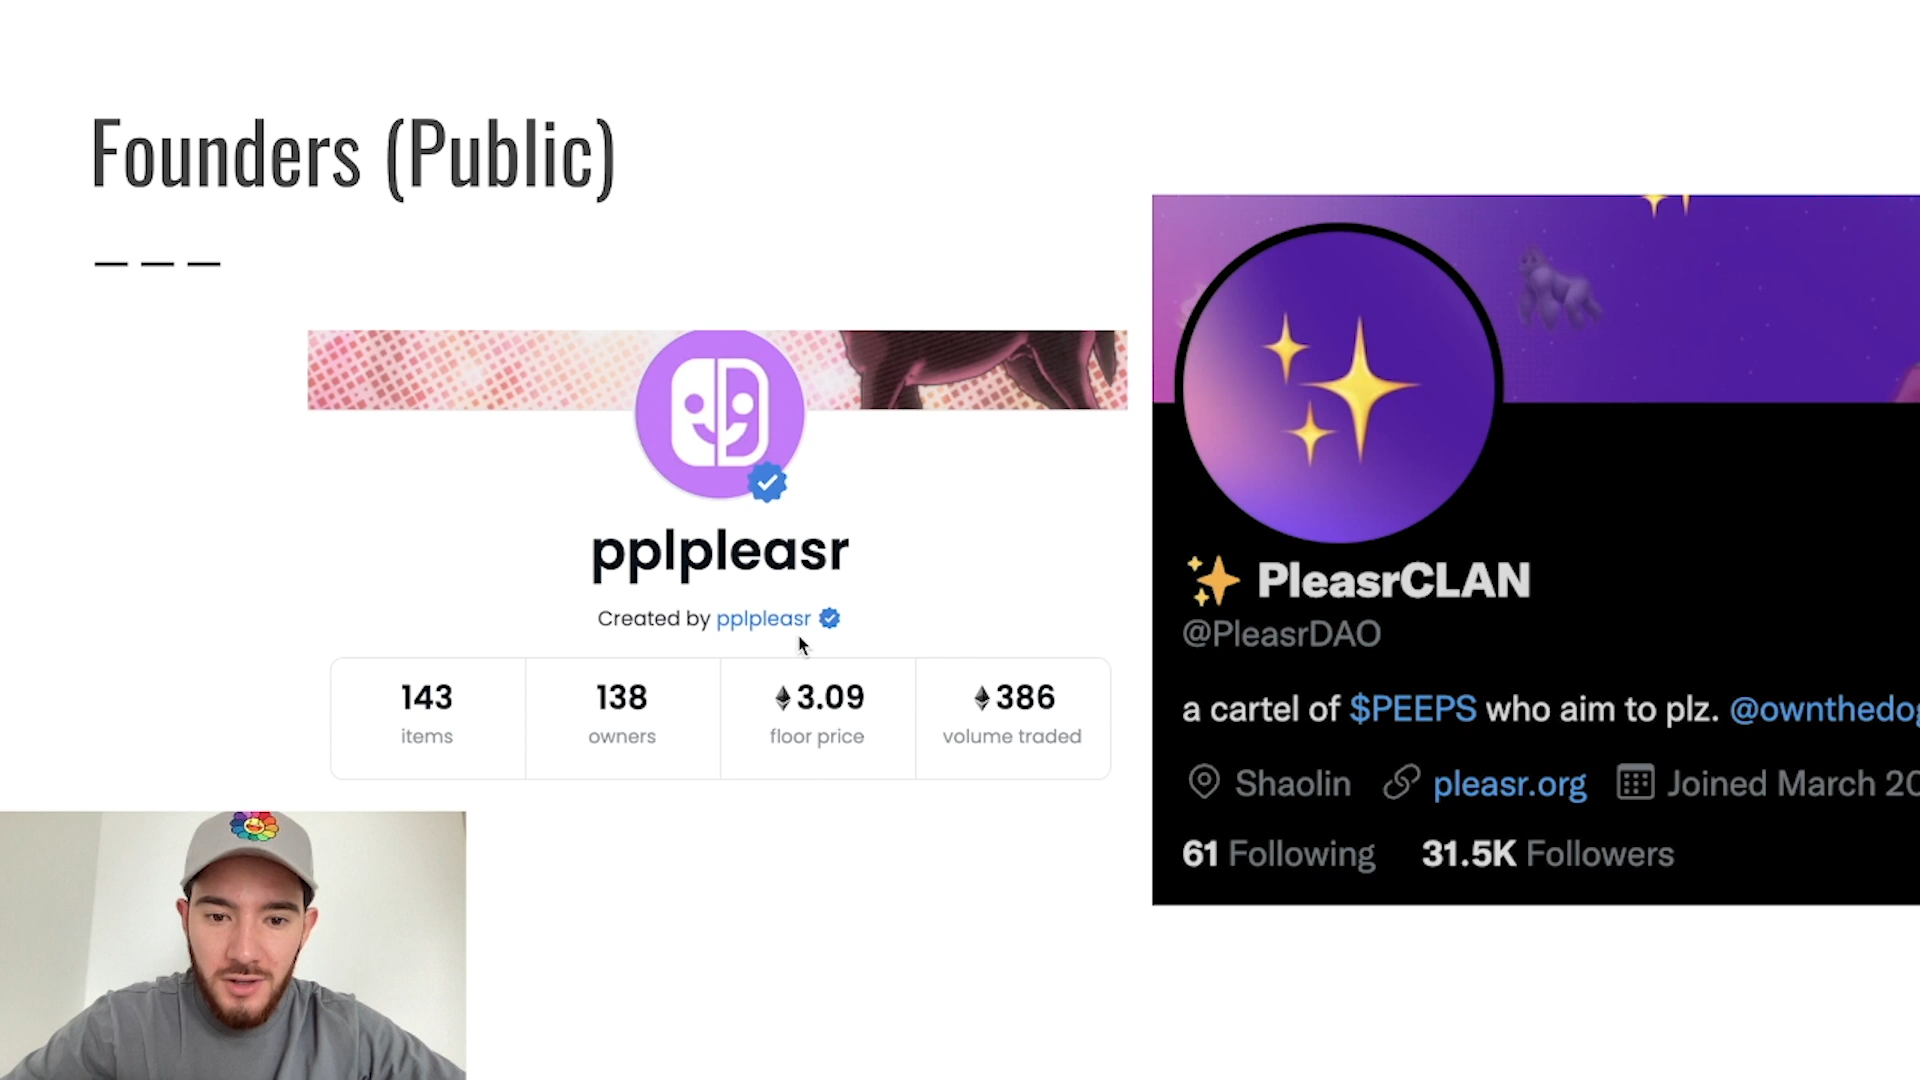 Founders (Public)
pplpleasr
Created by pplpleasr
143
items
138
owners
3.09
floor price
386
volume traded
✨ PleasrCLAN
@PleasrDAO
a cartel of $PEEPS who aim to plz. @ownthedog
Shaolin pleasr.org Joined March 20
61 Following 31.5K Followers